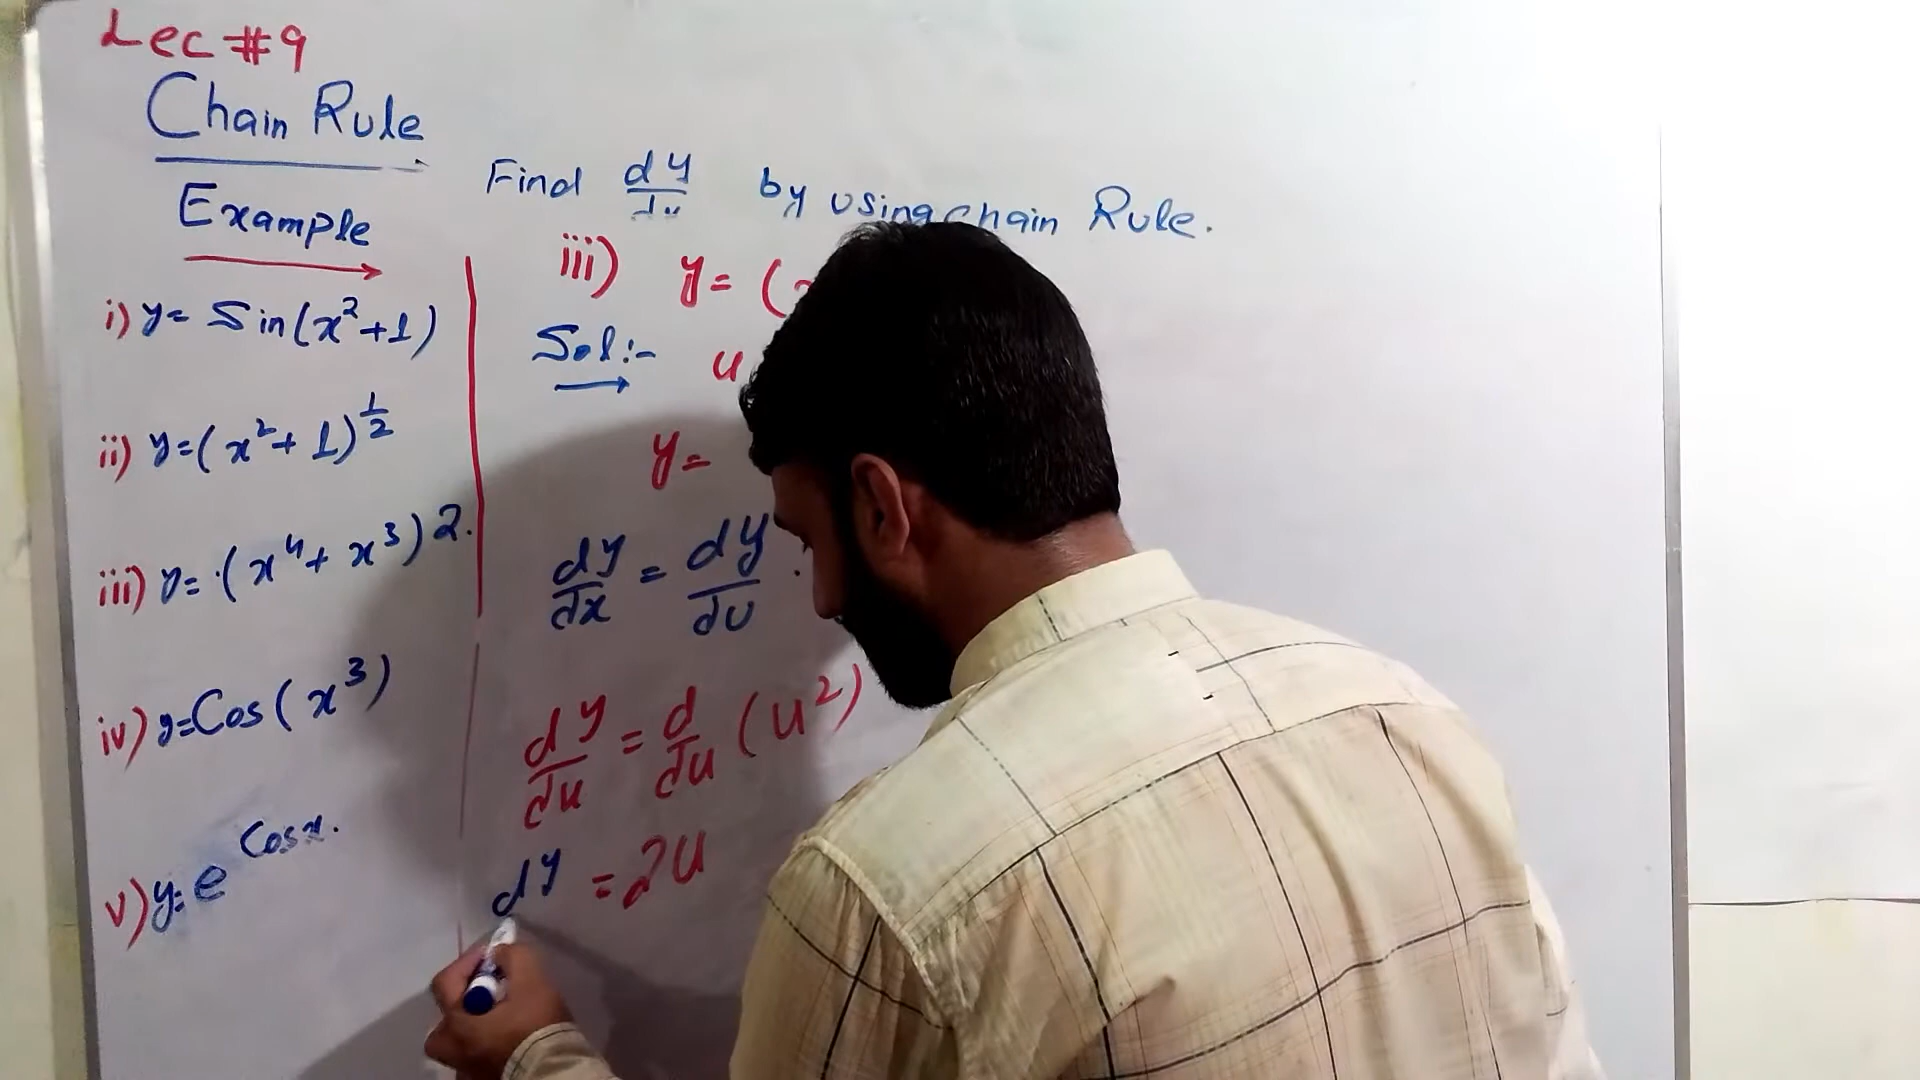 Lec #9
Chain Rule
Example
Find dy/dx by using chain Rule.
i) y= Sin(x²+1)
ii) y=(x²+1)^1/2
iii) y=(x⁴+x³)2.
iv) y=Cos(x³)
v) y=e^Cosx.
iii) y= (
Sol:- u
y=
dy/dx = dy/du .
dy/du = d/du (u²)
dy =2u